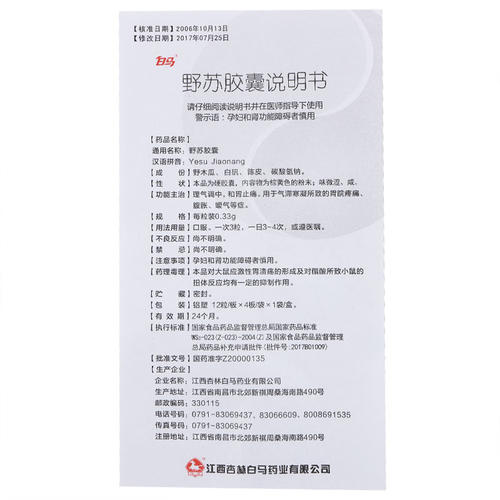 【核准日期】2006年10月13日
【修改日期】2017年07月25日
白马
野苏胶囊说明书
请仔细阅读说明书并在医师指导下使用
警示语：孕妇和肾功能障碍者慎用
【药品名称】
通用名称：野苏胶囊
汉语拼音：Yesu Jiaonang
【成 份】野木瓜、白矾、陈皮、碳酸氢钠。
【性 状】本品为硬胶囊，内容物为棕黄色的粉末；味微涩、咸。
【功能主治】理气调中，和胃止痛。用于气滞寒凝所致的胃脘疼痛、
腹胀、嗳气等症。
【规 格】每粒装0.33g
【用法用量】口服。一次3粒，一日3~4次，或遵医嘱。
【不良反应】尚不明确。
【禁 忌】尚不明确。
【注意事项】孕妇和肾功能障碍者慎用。
【药理毒理】本品对大鼠应激性胃溃疡的形成及对醋酸所致小鼠的
扭体反应均有一定的抑制作用。
【贮 藏】密封。
【包 装】铝塑 12粒/板×4板/袋×1袋/盒。
【有 效 期】24个月。
【执行标准】国家食品药品监督管理总局国家药品标准
WS₃-023(Z-023)-2004(Z)及国家食品药品监督管理
总局药品补充申请批件（批件号:2017B01009）
【批准文号】国药准字Z20000135
【生产企业】
企业名称：江西杏林白马药业有限公司
生产地址：江西省南昌市北郊新祺周桑海南路490号
邮政编码：330115
电话号码：0791-83069437、83066609、8008691535
传真号码：0791-83069437
注册地址：江西省南昌市北郊新祺周桑海南路490号
江西杏林白马药业有限公司